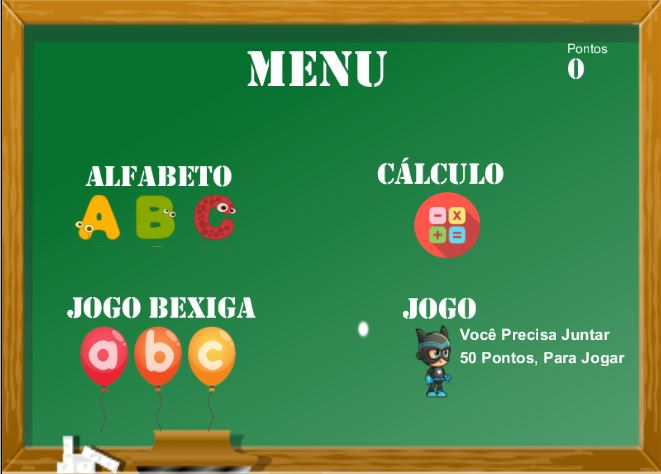 MENU
Pontos
0
ALFABETO
A B C
CÁLCULO
- x
+ =
JOGO BEXIGA
a b c
JOGO
Você Precisa Juntar
50 Pontos, Para Jogar